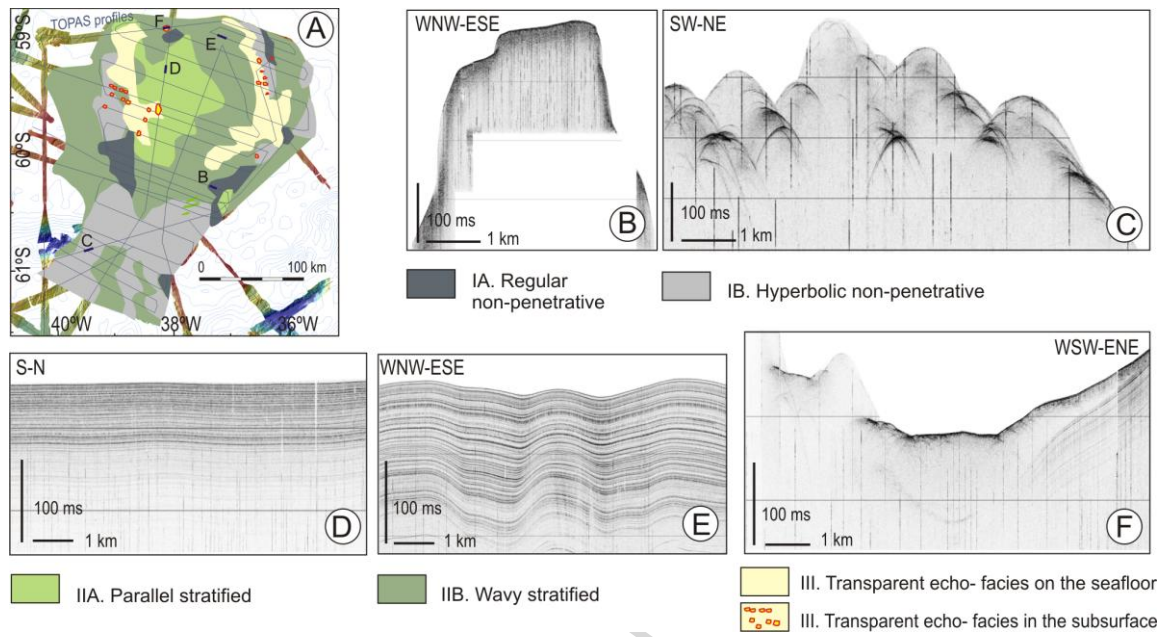 TOPAS profiles
A
59ºS
60ºS
61ºS
40ºW
38ºW
36ºW
F
E
D
B
C
0
100 km
WNW-ESE
100 ms
1 km
B
SW-NE
100 ms
1 km
C
IA. Regular
non-penetrative
IB. Hyperbolic non-penetrative
S-N
100 ms
1 km
D
WNW-ESE
100 ms
1 km
E
WSW-ENE
100 ms
1 km
F
IIA. Parallel stratified
IIB. Wavy stratified
III. Transparent echo- facies on the seafloor
III. Transparent echo- facies in the subsurface